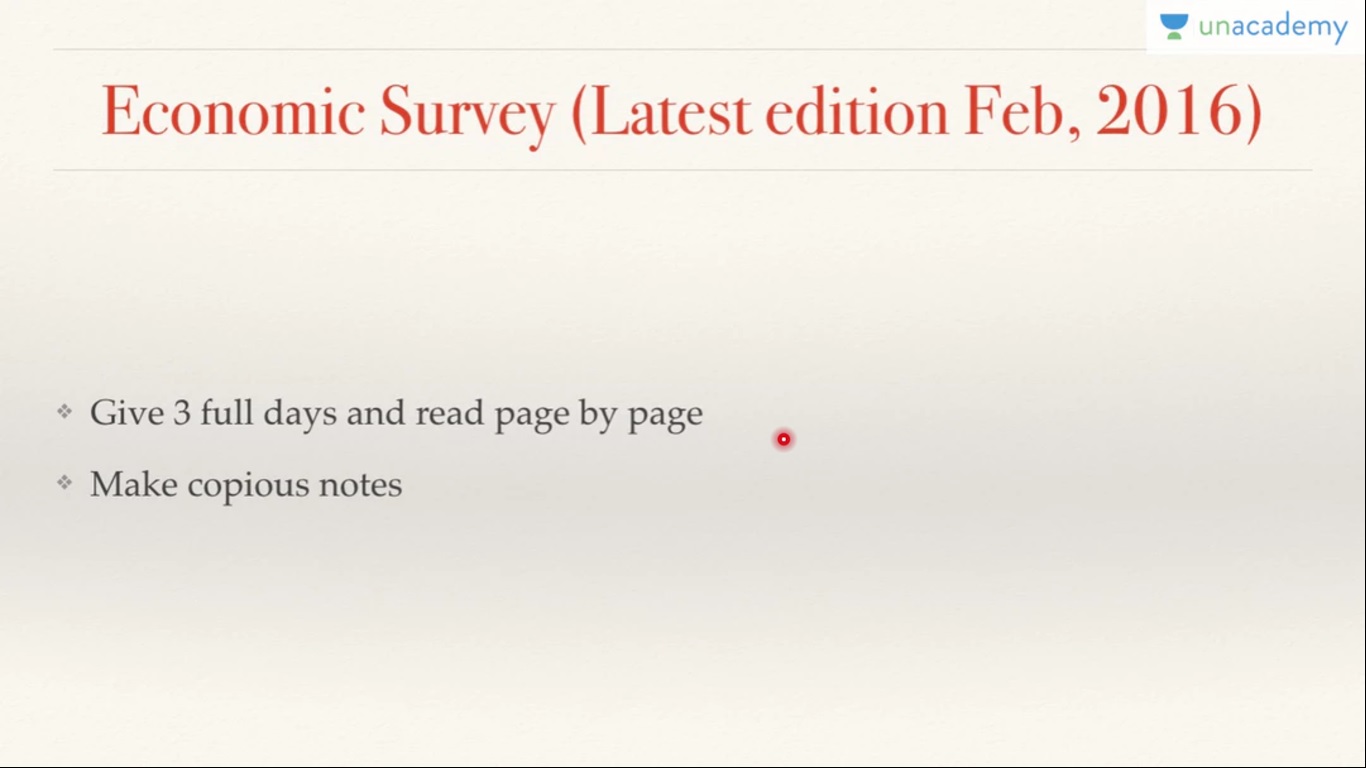 unacademy
Economic Survey (Latest edition Feb, 2016)
Give 3 full days and read page by page
Make copious notes